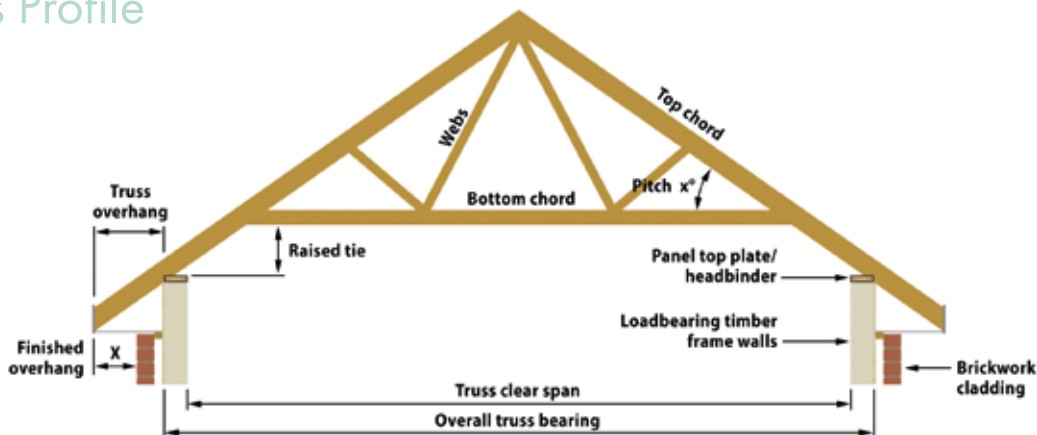 s Profile
Top chord
Webs
Pitch x°
Bottom chord
Truss
overhang
Raised tie
Panel top plate/
headbinder
Loadbearing timber
frame walls
Finished
overhang
X
Brickwork
cladding
Truss clear span
Overall truss bearing